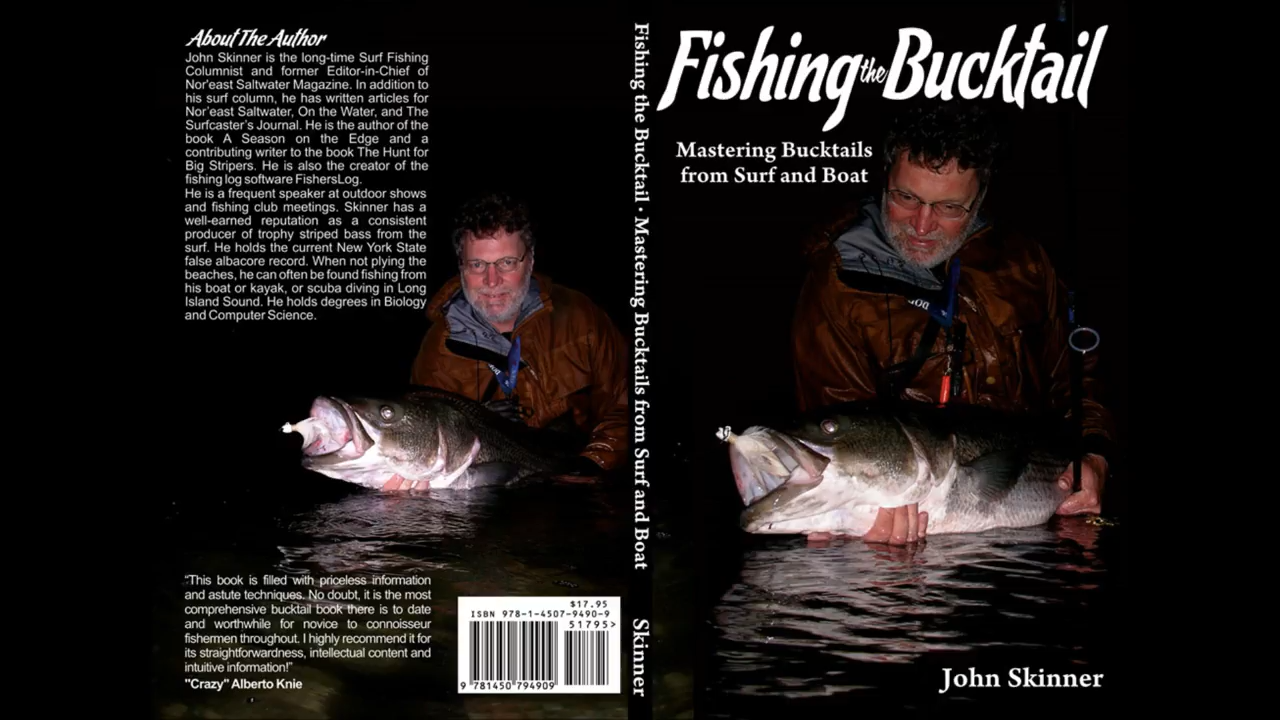 About The Author
John Skinner is the long-time Surf Fishing
Columnist and former Editor-in-Chief of
Nor'east Saltwater Magazine. In addition to
his surf column, he has written articles for
Nor'east Saltwater, On the Water, and The
Surfcaster's Journal. He is the author of the
book A Season on the Edge and a
contributing writer to the book The Hunt for
Big Stripers. He is also the creator of the
fishing log software FishersLog.
He is a frequent speaker at outdoor shows
and fishing club meetings. Skinner has a
well-earned reputation as a consistent
producer of trophy striped bass from the
surf. He holds the current New York State
false albacore record. When not plying the
beaches, he can often be found fishing from
his boat or kayak, or scuba diving in Long
Island Sound. He holds degrees in Biology
and Computer Science.
"This book is filled with priceless information
and astute techniques. No doubt, it is the most
comprehensive bucktail book there is to date
and worthwhile for novice to connoisseur
fishermen throughout. I highly recommend it for
its straightforwardness, intellectual content and
intuitive information!"
"Crazy" Alberto Knie
$17.95
ISBN 978-1-4507-9490-9
51795>
9 781450 794909
Fishing the Bucktail · Mastering Bucktails from Surf and Boat Skinner
Fishing the Bucktail
Mastering Bucktails
from Surf and Boat
John Skinner